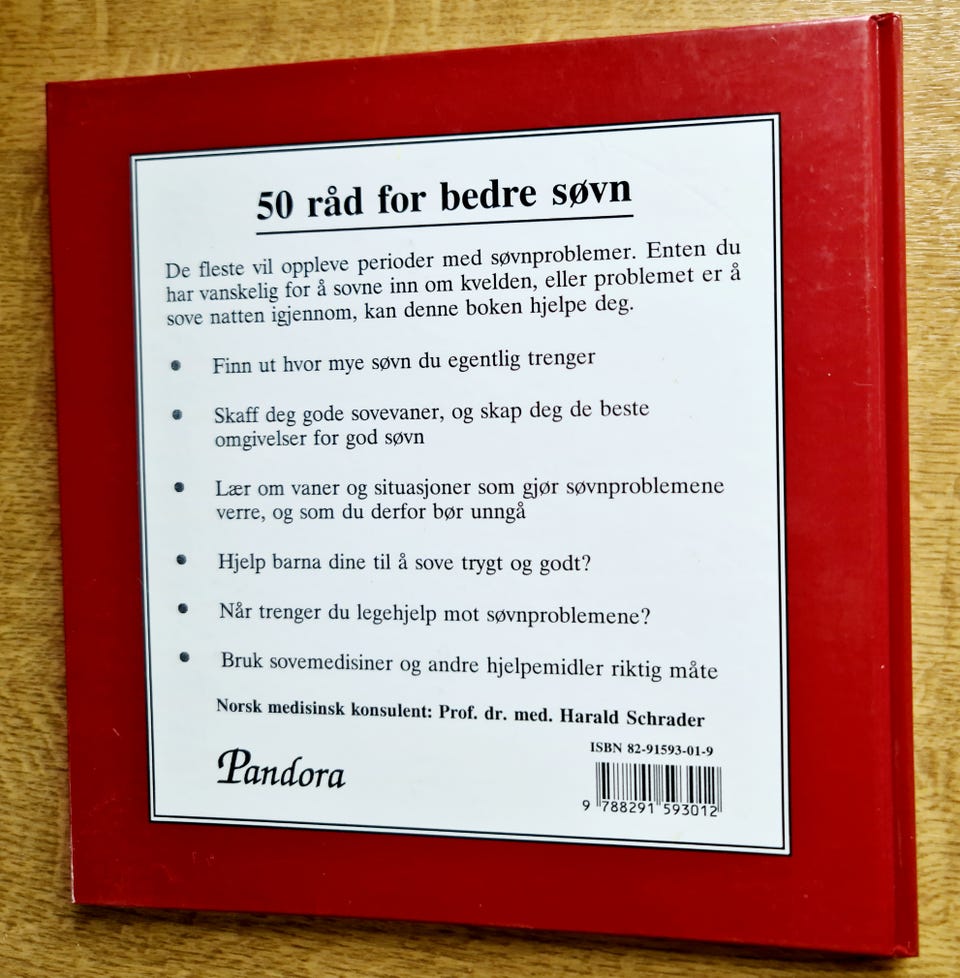 50 råd for bedre søvn
De fleste vil oppleve perioder med søvnproblemer. Enten du
har vanskelig for å sovne inn om kvelden, eller problemet er å
sove natten igjennom, kan denne boken hjelpe deg.
• Finn ut hvor mye søvn du egentlig trenger
• Skaff deg gode sovevaner, og skap deg de beste
omgivelser for god søvn
• Lær om vaner og situasjoner som gjør søvnproblemene
verre, og som du derfor bør unngå
• Hjelp barna dine til å sove trygt og godt?
• Når trenger du legehjelp mot søvnproblemene?
• Bruk sovemedisiner og andre hjelpemidler riktig måte
Norsk medisinsk konsulent: Prof. dr. med. Harald Schrader
Pandora
ISBN 82-91593-01-9
9 788291 593012